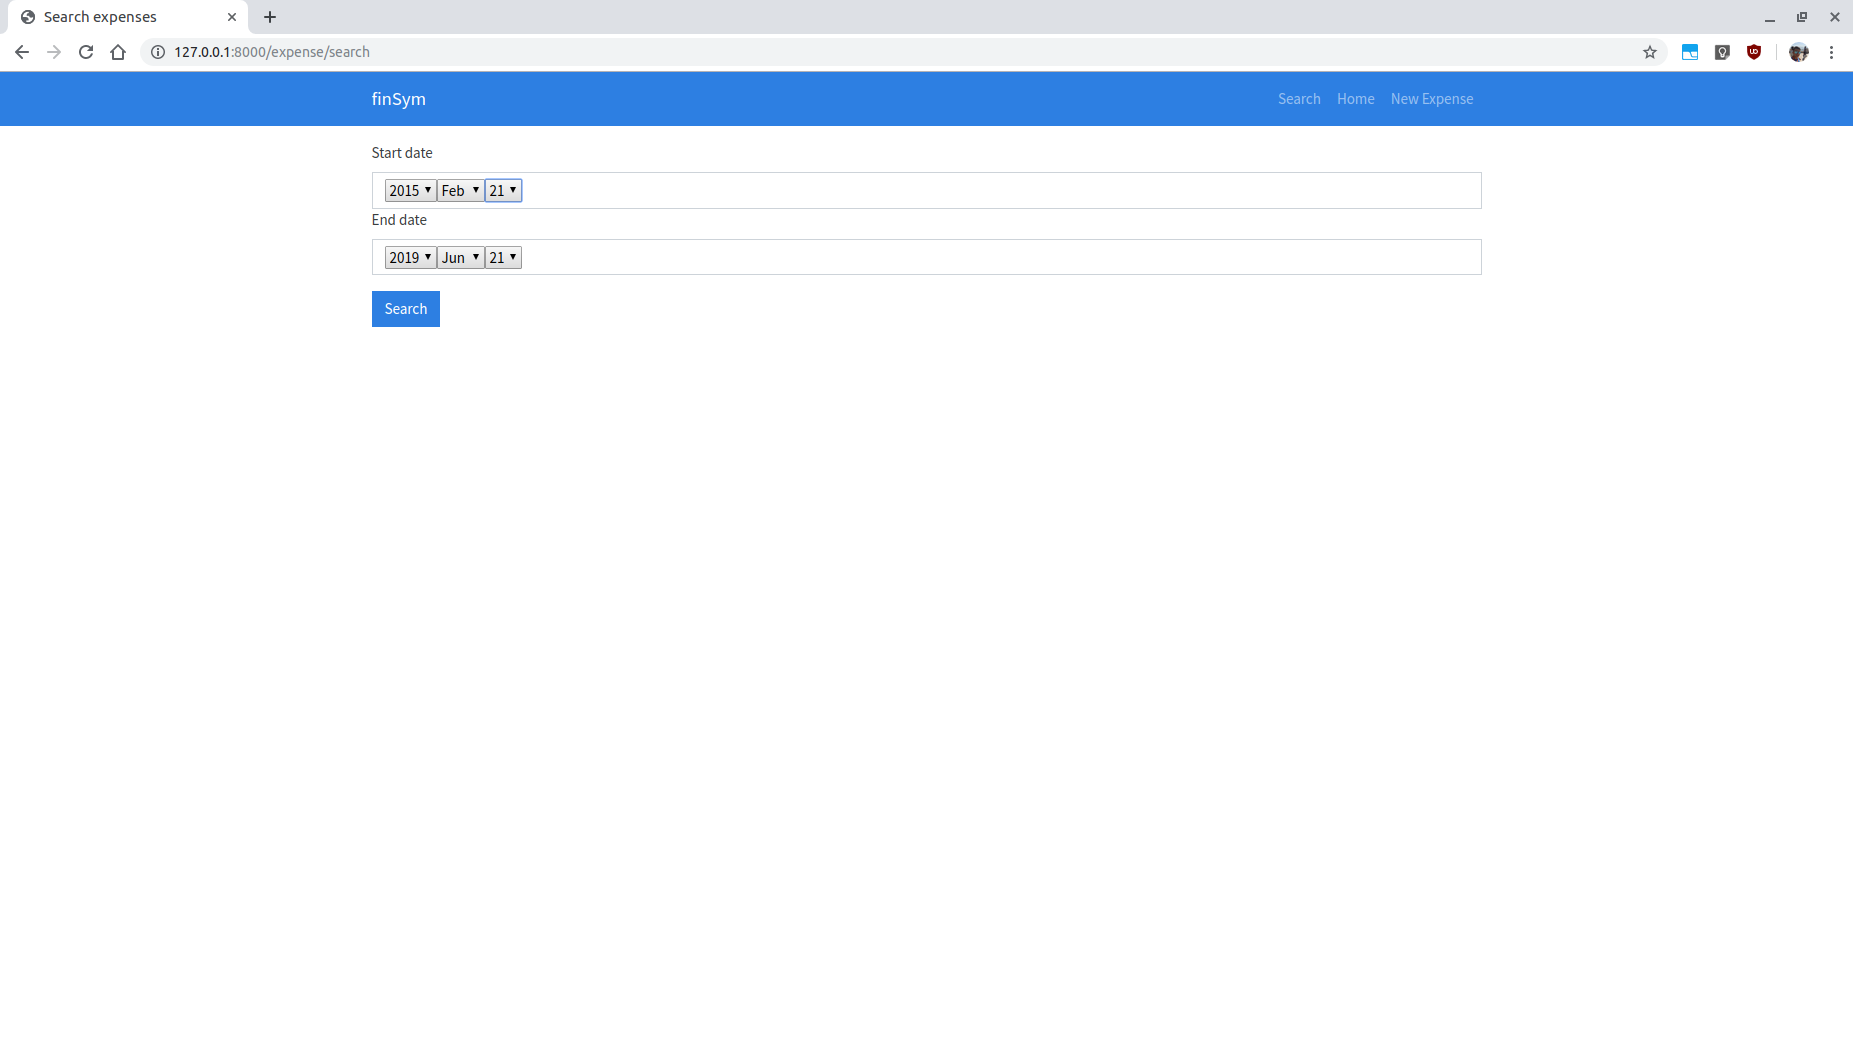 Search expenses
127.0.0.1:8000/expense/search
finSym Search Home New Expense
Start date
2015 Feb 21
End date
2019 Jun 21
Search